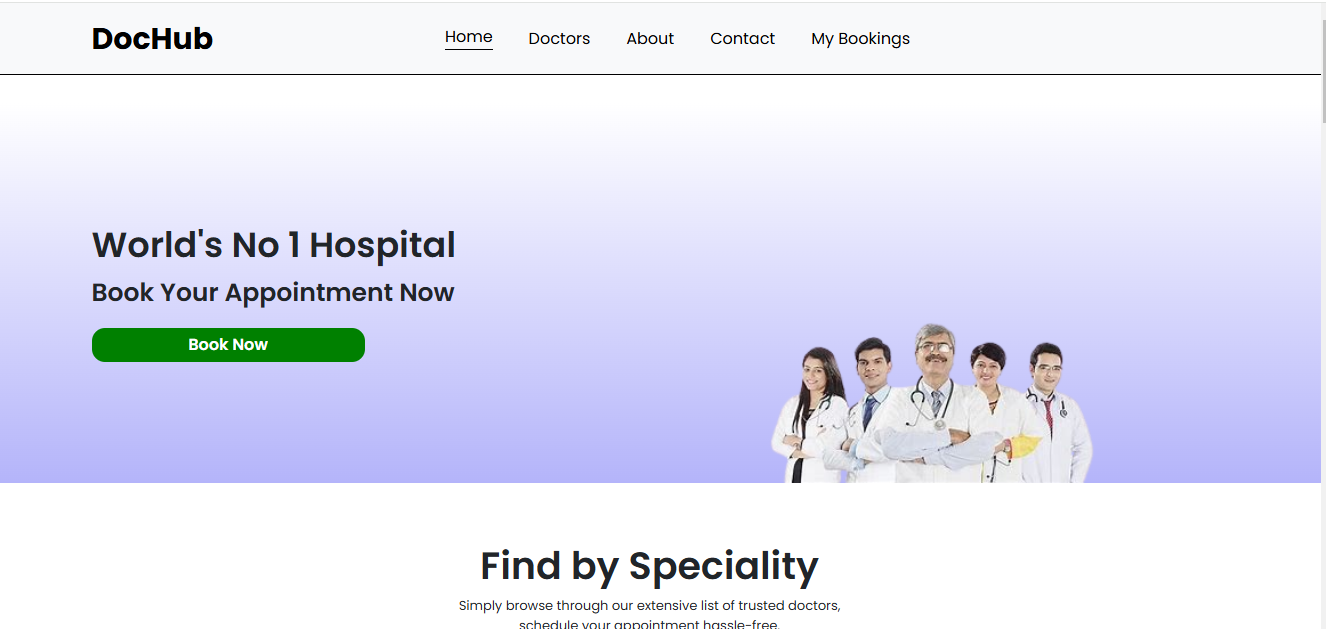 DocHub
Home
Doctors
About
Contact
My Bookings
World's No 1 Hospital
Book Your Appointment Now
Book Now
Find by Speciality
Simply browse through our extensive list of trusted doctors,
schedule your appointment hassle-free.